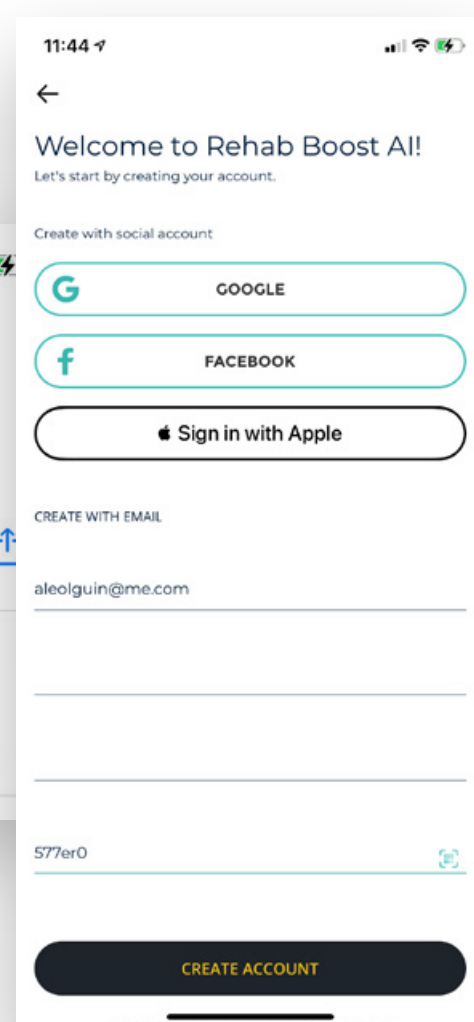 11:44
Welcome to Rehab Boost AI!
Let's start by creating your account.
Create with social account
G GOOGLE
f FACEBOOK
Sign in with Apple
CREATE WITH EMAIL
aleolguin@me.com
577er0
CREATE ACCOUNT